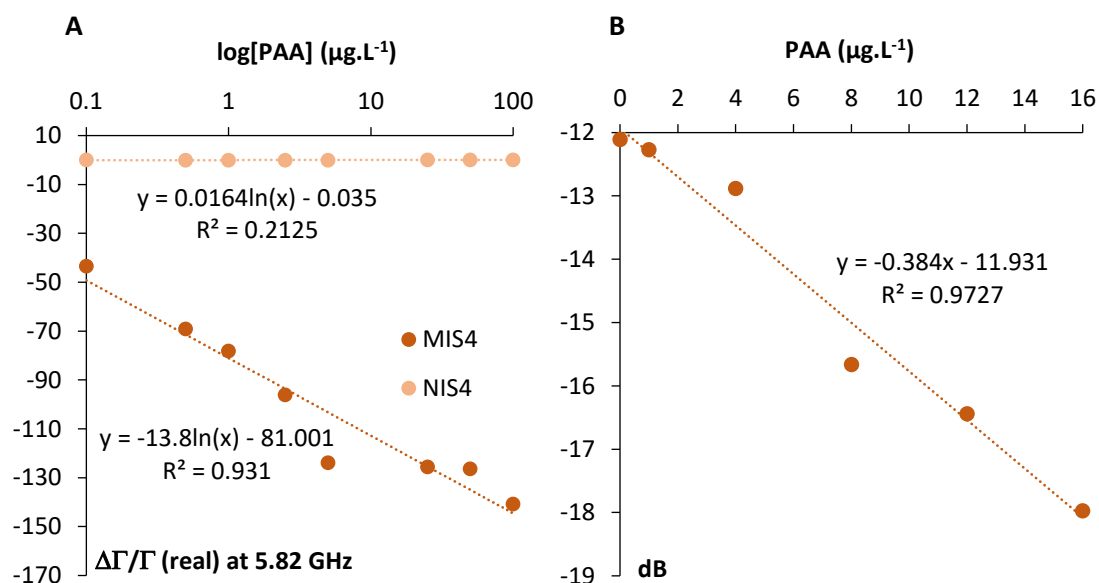 A
log[PAA] (µg.L⁻¹)
0.1 1 10 100
10
-10
-30
-50
-70
-90
-110
-130
-150
-170
y = 0.0164ln(x) - 0.035
R² = 0.2125
MIS4
NIS4
y = -13.8ln(x) - 81.001
R² = 0.931
ΔΓ/Γ (real) at 5.82 GHz
B
PAA (µg.L⁻¹)
0 2 4 6 8 10 12 14 16
-12
-13
-14
-15
-16
-17
-18
-19
y = -0.384x - 11.931
R² = 0.9727
dB